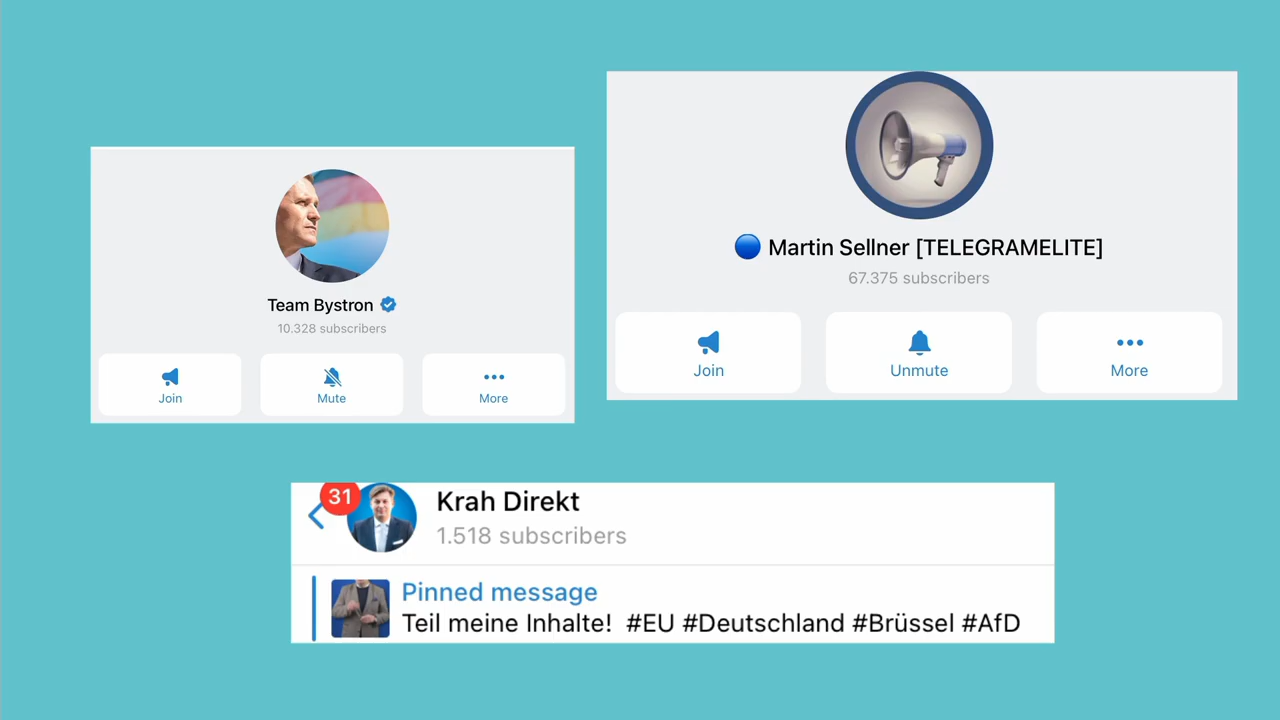 Team Bystron
10.328 subscribers
Join
Mute
More
Martin Sellner [TELEGRAMELITE]
67.375 subscribers
Join
Unmute
More
31
Krah Direkt
1.518 subscribers
Pinned message
Teil meine Inhalte! #EU #Deutschland #Brüssel #AfD